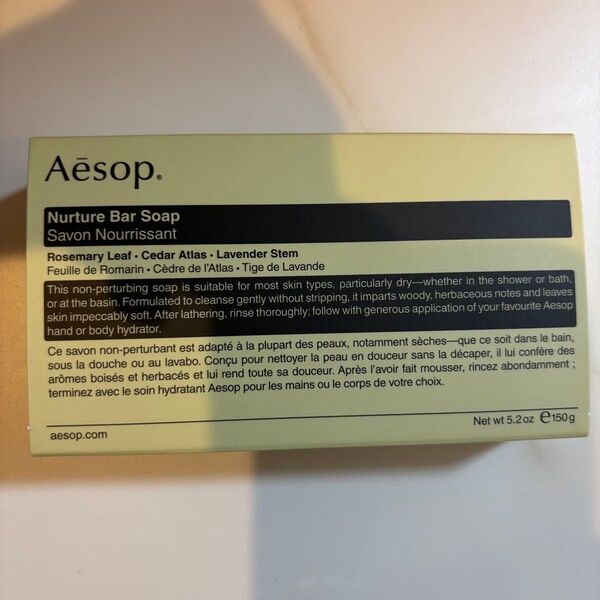 Aēsop®
Nurture Bar Soap
Savon Nourrissant
Rosemary Leaf • Cedar Atlas • Lavender Stem
Feuille de Romarin • Cèdre de l'Atlas • Tige de Lavande
This non-perturbing soap is suitable for most skin types, particularly dry—whether in the shower or bath,
or at the basin. Formulated to cleanse gently without stripping, it imparts woody, herbaceous notes and leaves
skin impeccably soft. After lathering, rinse thoroughly; follow with generous application of your favourite Aesop
hand or body hydrator.
Ce savon non-perturbant est adapté à la plupart des peaux, notamment sèches—que ce soit dans le bain,
sous la douche ou au lavabo. Conçu pour nettoyer la peau en douceur sans la décaper, il lui confère des
arômes boisés et herbacés et lui rend toute sa douceur. Après l'avoir fait mousser, rincez abondamment ;
terminez avec le soin hydratant Aesop pour les mains ou le corps de votre choix.
aesop.com
Net wt 5.2 oz ℮150 g